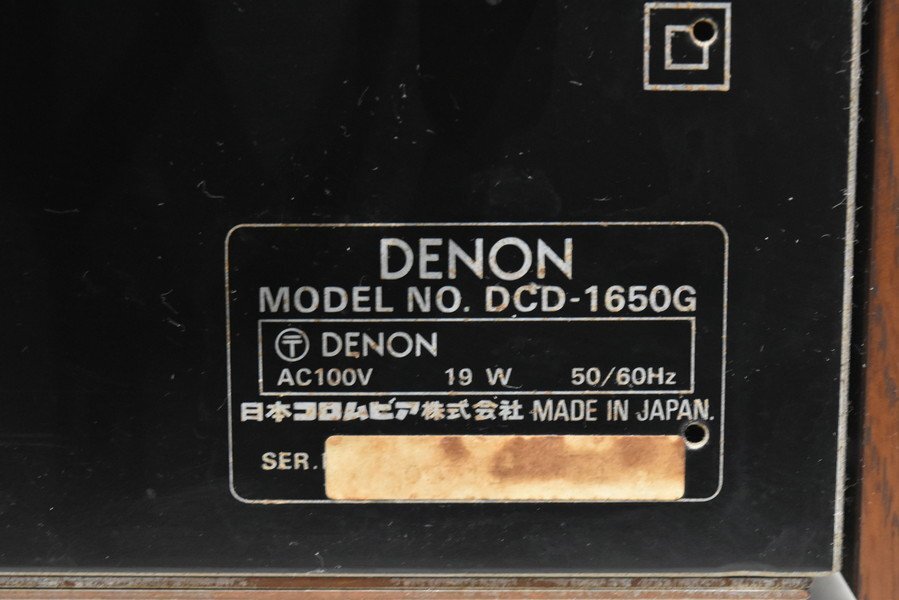 DENON
MODEL NO. DCD-1650G
〒 DENON
AC100V 19 W 50/60Hz
日本コロムビア株式会社 MADE IN JAPAN.
SER.